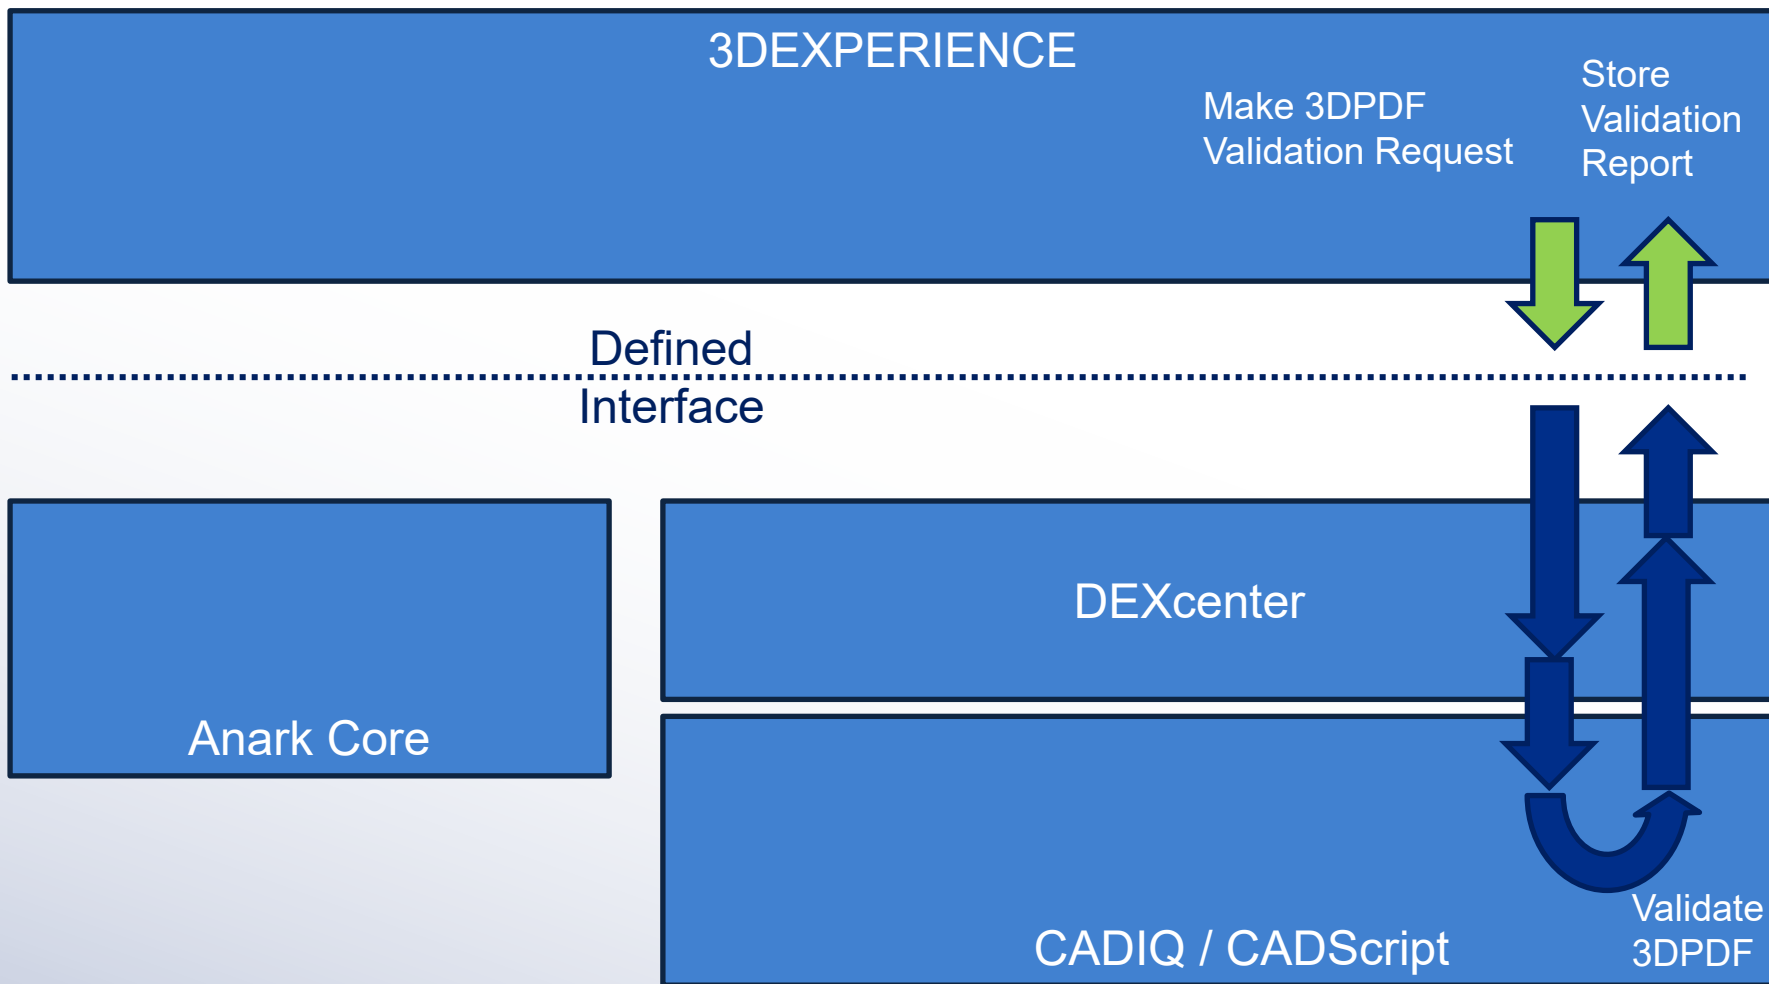 3DEXPERIENCE
Make 3DPDF
Validation Request
Store
Validation
Report
Defined
Interface
DEXcenter
Anark Core
CADIQ / CADScript
Validate
3DPDF